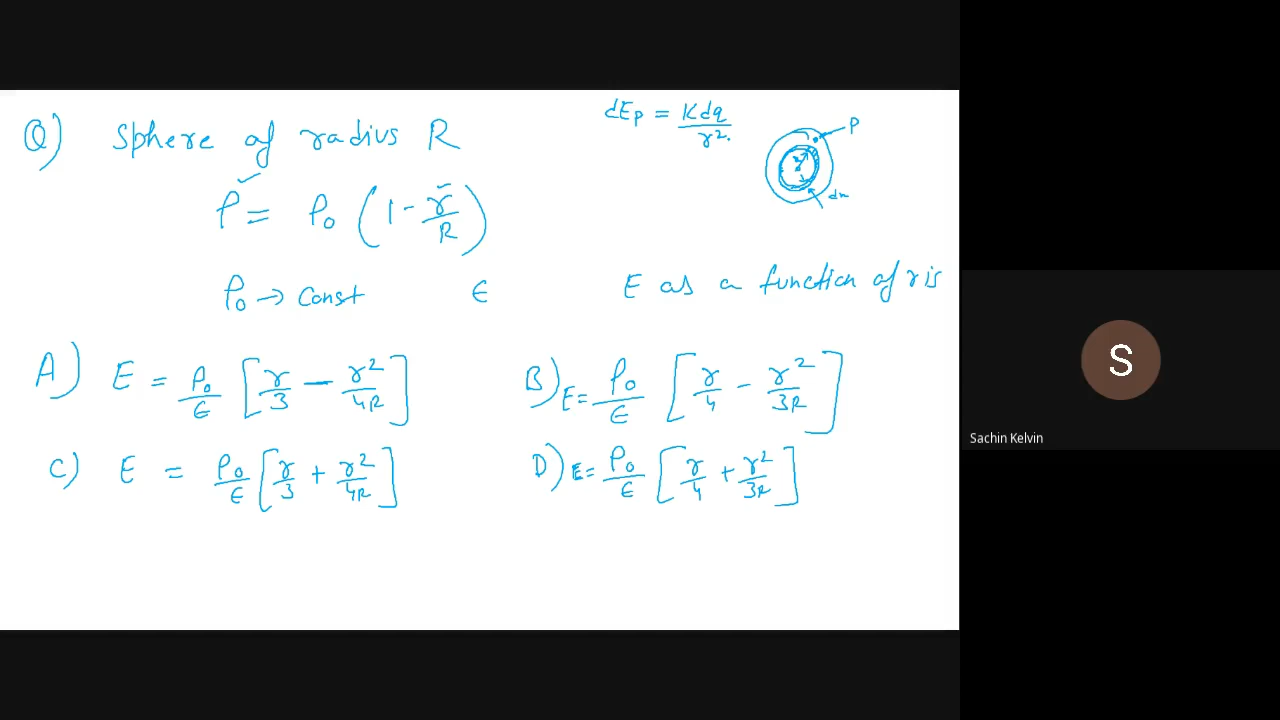 Q) Sphere of radius R
dEp = Kdq/r².
P
dx
ρ = ρ₀ (1 - r/R)
ρ₀ → Const ϵ E as a function of r is
A) E = ρ₀/ϵ [r/3 - r²/4R] B) E = ρ₀/ϵ [r/4 - r²/3R]
C) E = ρ₀/ϵ [r/3 + r²/4R] D) E = ρ₀/ϵ [r/4 + r²/3R]
S
Sachin Kelvin